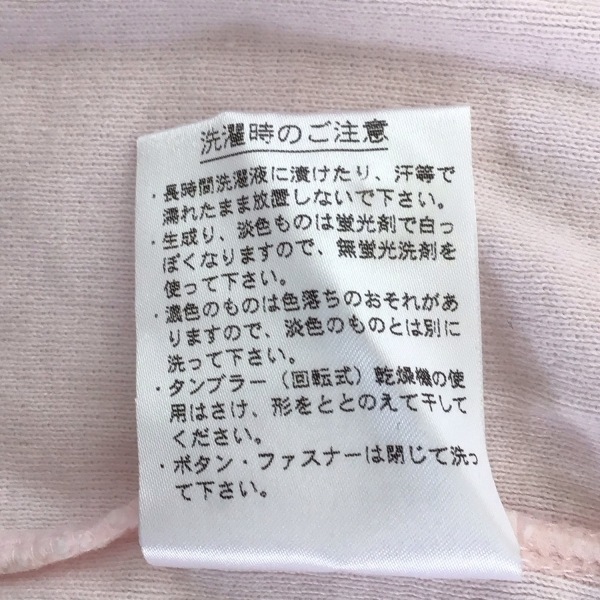 洗濯時のご注意
・長時間洗濯液に漬けたり、汗等で
濡れたまま放置しないで下さい。
・生成り、淡色ものは蛍光剤で白っ
ぽくなりますので、無蛍光洗剤を
使って下さい。
・濃色のものは色落ちのおそれがあ
りますので、淡色のものとは別に
洗って下さい。
・タンブラー（回転式）乾燥機の使
用はさけ、形をととのえて干して
ください。
・ボタン・ファスナーは閉じて洗っ
て下さい。